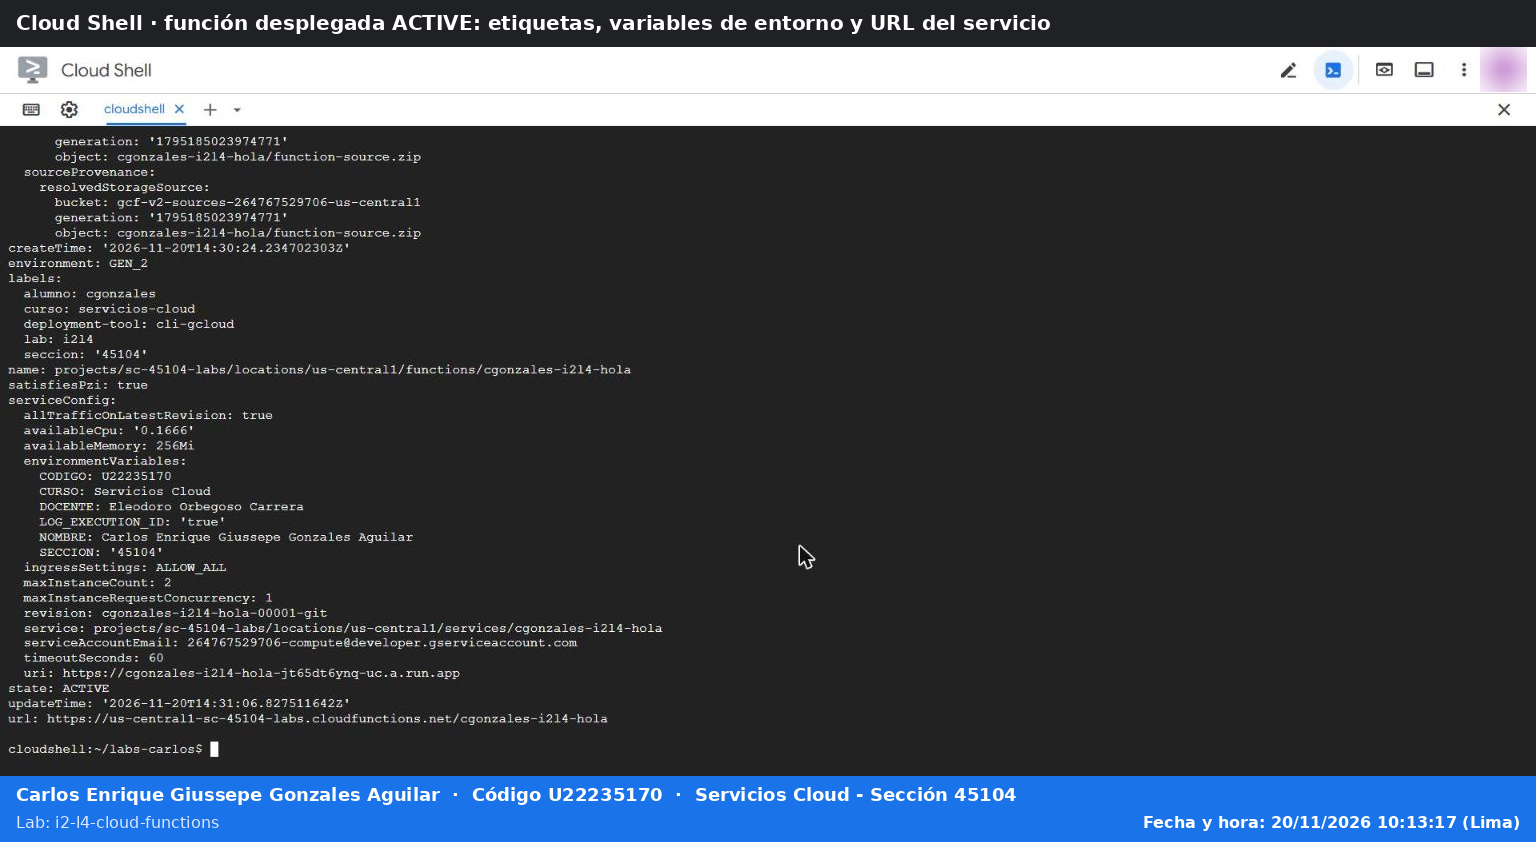 Cloud Shell · función desplegada ACTIVE: etiquetas, variables de entorno y URL del servicio
Cloud Shell
cloudshell
generation: '1795185023974771'
object: cgonzales-i2l4-hola/function-source.zip
sourceProvenance:
resolvedStorageSource:
bucket: gcf-v2-sources-264767529706-us-central1
generation: '1795185023974771'
object: cgonzales-i2l4-hola/function-source.zip
createTime: '2026-11-20T14:30:24.234702303Z'
environment: GEN_2
labels:
alumno: cgonzales
curso: servicios-cloud
deployment-tool: cli-gcloud
lab: i2l4
seccion: '45104'
name: projects/sc-45104-labs/locations/us-central1/functions/cgonzales-i2l4-hola
satisfiesPzi: true
serviceConfig:
allTrafficOnLatestRevision: true
availableCpu: '0.1666'
availableMemory: 256Mi
environmentVariables:
CODIGO: U22235170
CURSO: Servicios Cloud
DOCENTE: Eleodoro Orbegoso Carrera
LOG_EXECUTION_ID: 'true'
NOMBRE: Carlos Enrique Giussepe Gonzales Aguilar
SECCION: '45104'
ingressSettings: ALLOW_ALL
maxInstanceCount: 2
maxInstanceRequestConcurrency: 1
revision: cgonzales-i2l4-hola-00001-git
service: projects/sc-45104-labs/locations/us-central1/services/cgonzales-i2l4-hola
serviceAccountEmail: 264767529706-compute@developer.gserviceaccount.com
timeoutSeconds: 60
uri: https://cgonzales-i2l4-hola-jt65dt6ynq-uc.a.run.app
state: ACTIVE
updateTime: '2026-11-20T14:31:06.827511642Z'
url: https://us-central1-sc-45104-labs.cloudfunctions.net/cgonzales-i2l4-hola
cloudshell:~/labs-carlos$
Carlos Enrique Giussepe Gonzales Aguilar · Código U22235170 · Servicios Cloud - Sección 45104
Lab: i2-l4-cloud-functions
Fecha y hora: 20/11/2026 10:13:17 (Lima)